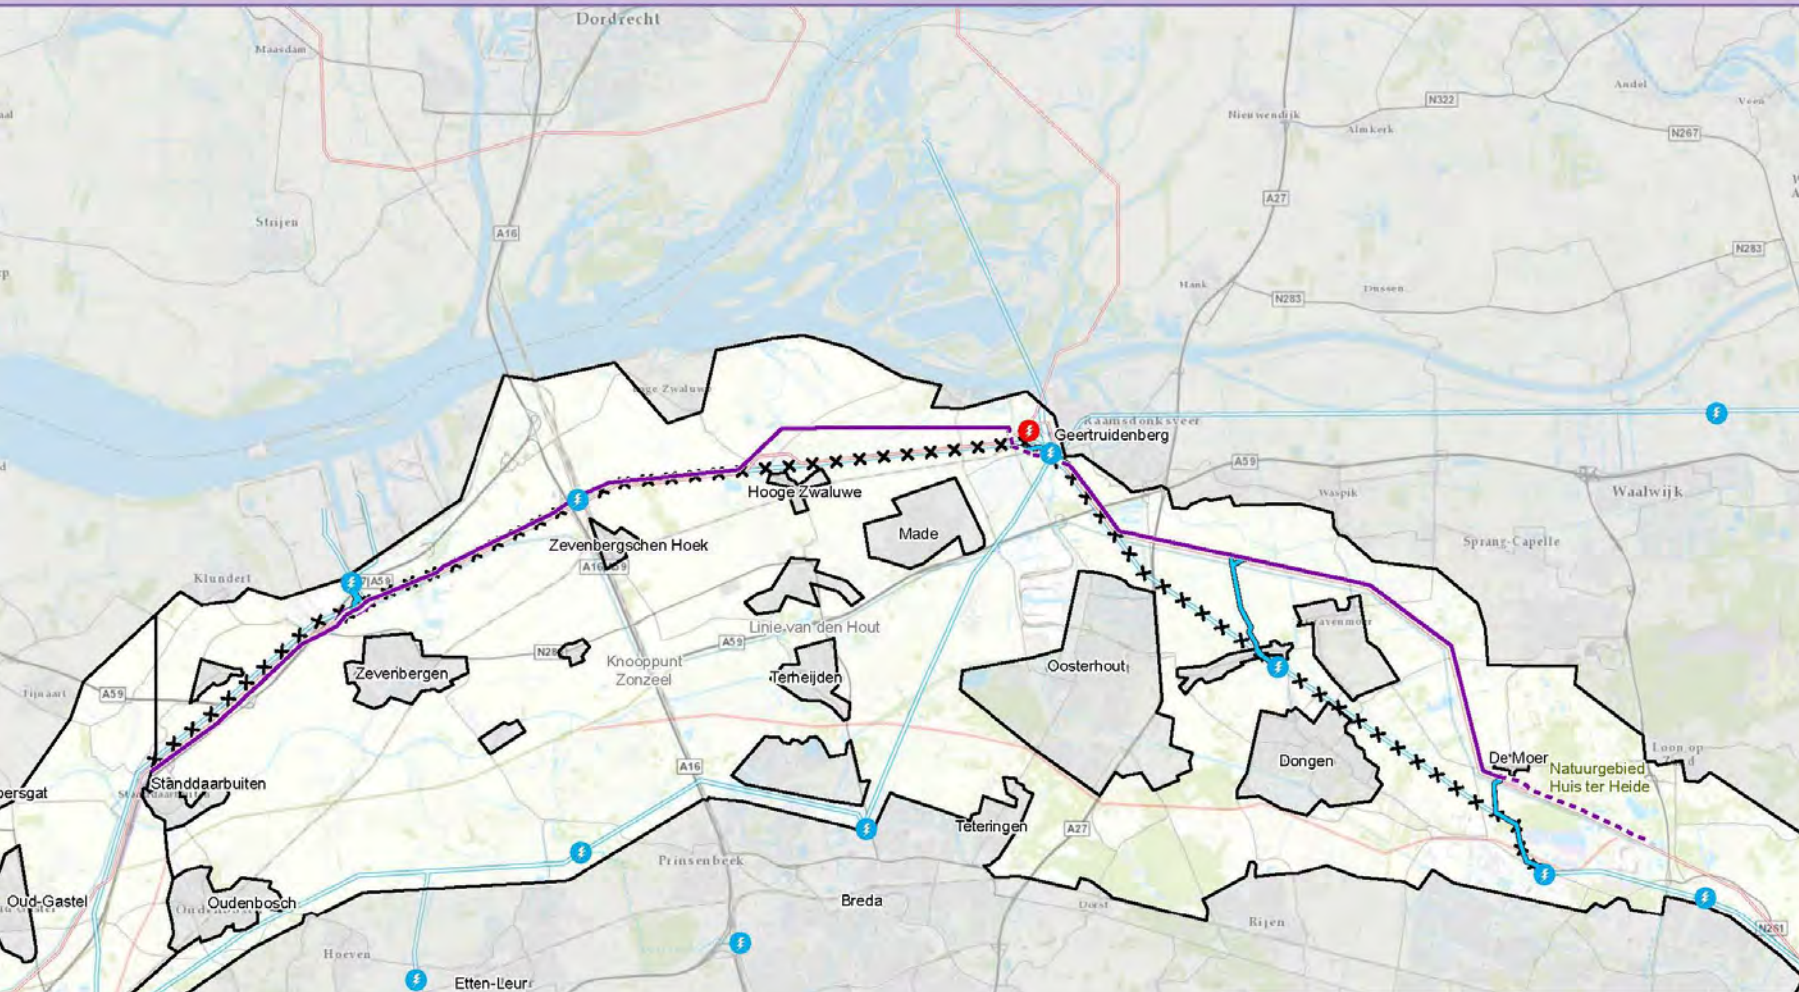 Dordrecht
Maasdam
Andel
Veen
N322
Nieuwendijk
Almkerk
N267
A27
Strijen
A16
N283
Hank
N283
Dussen
Raamsdonksveer
Geertruidenberg
A59
Waspik
Waalwijk
Hooge Zwaluwe
Made
Sprang-Capelle
Zevenbergschen Hoek
A59
Klundert
A59
Linie van den Hout
A59
Knooppunt
Zonzeel
Zevenbergen
Terheijden
Oosterhout
A59
A16
Dongen
De Moer
Loon op
Natuurgebied
Huis ter Heide
Standdaarbuiten
Teteringen
A27
Prinsenbeek
Oud-Gastel
Oudenbosch
Breda
Dorst
Rijen
N261
Hoeven
Etten-Leur